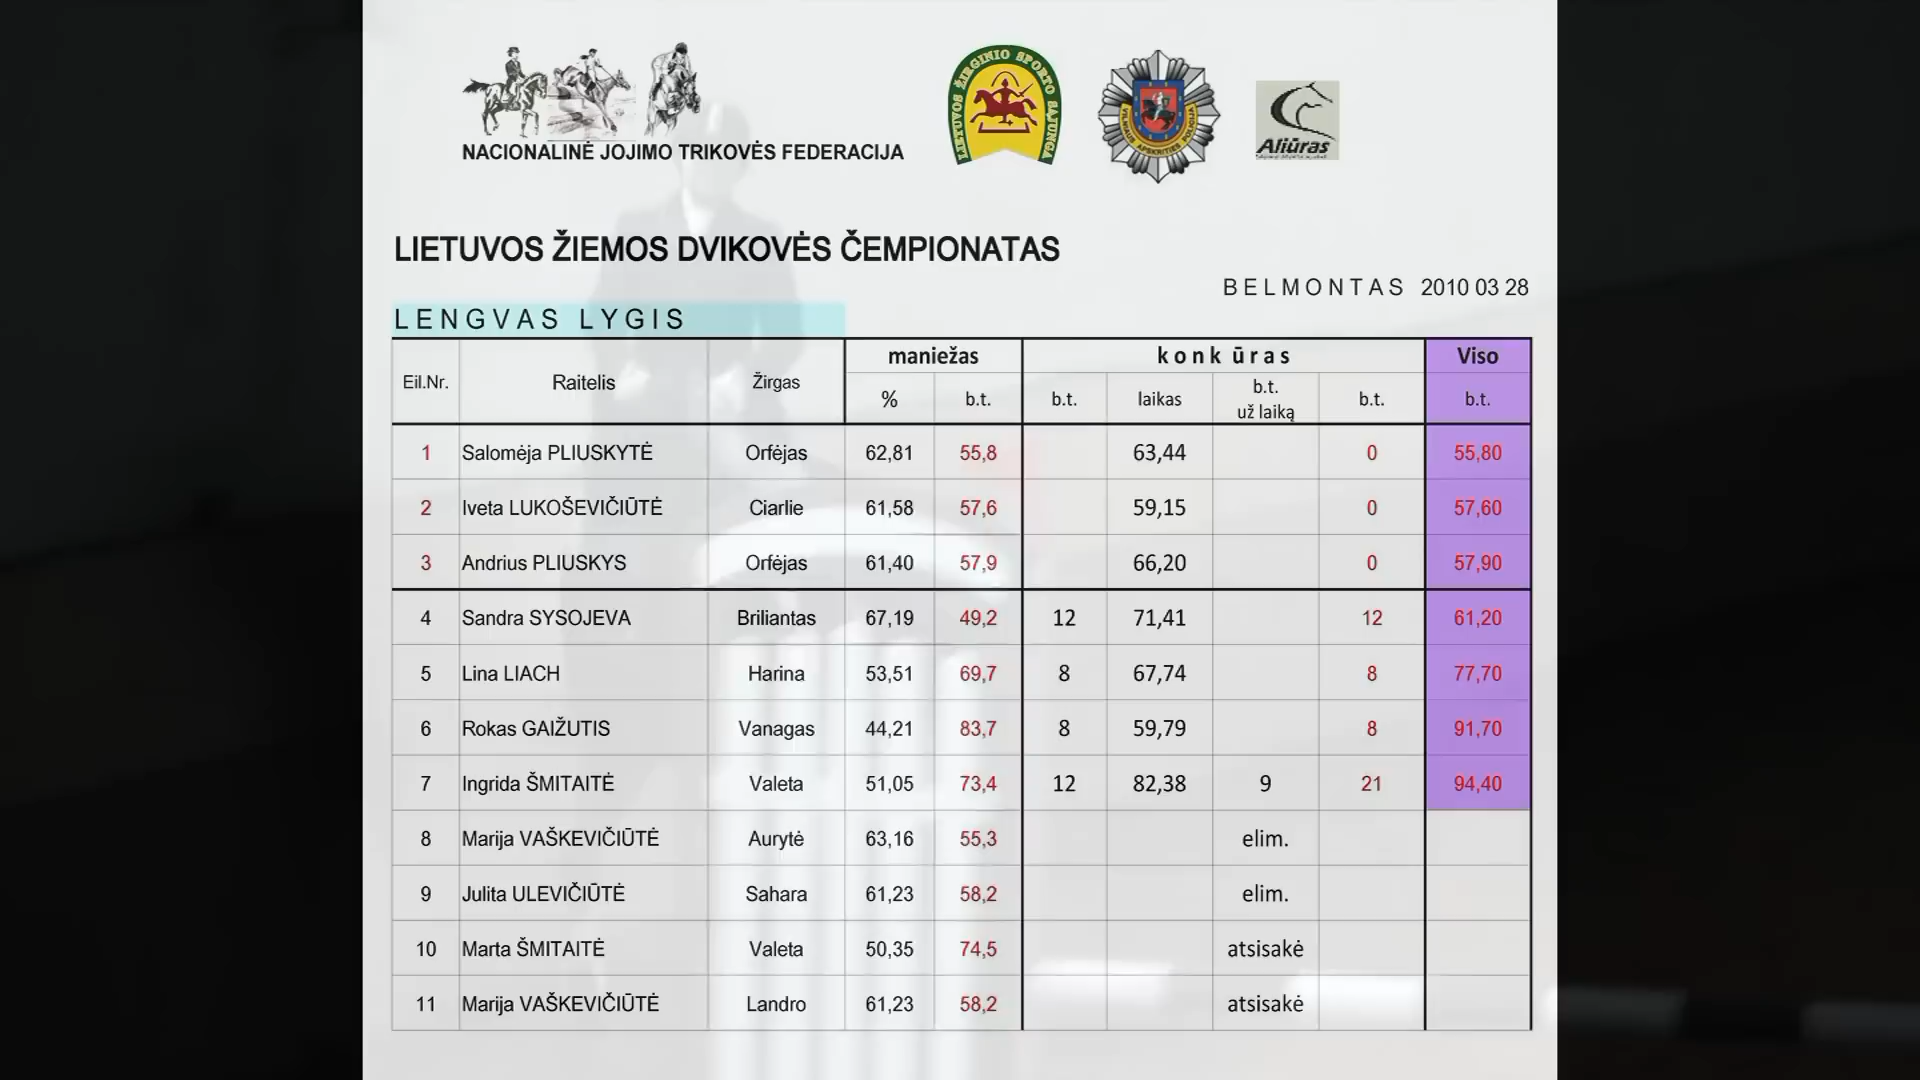 NACIONALINĖ JOJIMO TRIKOVĖS FEDERACIJA
LIETUVOS ŽIRGINIO SPORTO SĄJUNGA
VILNIAUS APSKRITIES POLICIJA
Aliūras
LIETUVOS ŽIEMOS DVIKOVĖS ČEMPIONATAS
BELMONTAS 2010 03 28
LENGVAS LYGIS
Eil.Nr. Raitelis Žirgas maniežas konkūras Viso
% b.t. b.t. laikas b.t. už laiką b.t. b.t.
1 Salomėja PLIUSKYTĖ Orfėjas 62,81 55,8 63,44 0 55,80
2 Iveta LUKOŠEVIČIŪTĖ Ciarlie 61,58 57,6 59,15 0 57,60
3 Andrius PLIUSKYS Orfėjas 61,40 57,9 66,20 0 57,90
4 Sandra SYSOJEVA Briliantas 67,19 49,2 12 71,41 12 61,20
5 Lina LIACH Harina 53,51 69,7 8 67,74 8 77,70
6 Rokas GAIŽUTIS Vanagas 44,21 83,7 8 59,79 8 91,70
7 Ingrida ŠMITAITĖ Valeta 51,05 73,4 12 82,38 9 21 94,40
8 Marija VAŠKEVIČIŪTĖ Aurytė 63,16 55,3 elim.
9 Julita ULEVIČIŪTĖ Sahara 61,23 58,2 elim.
10 Marta ŠMITAITĖ Valeta 50,35 74,5 atsisakė
11 Marija VAŠKEVIČIŪTĖ Landro 61,23 58,2 atsisakė